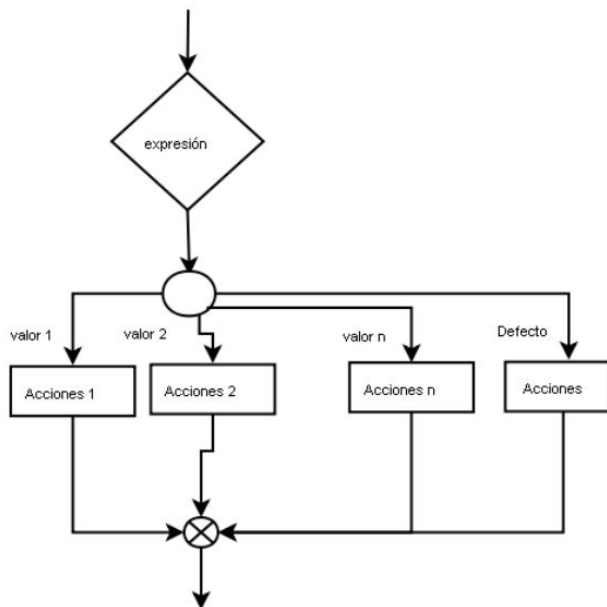 expresión
valor 1
valor 2
valor n
Defecto
Acciones 1
Acciones 2
Acciones n
Acciones